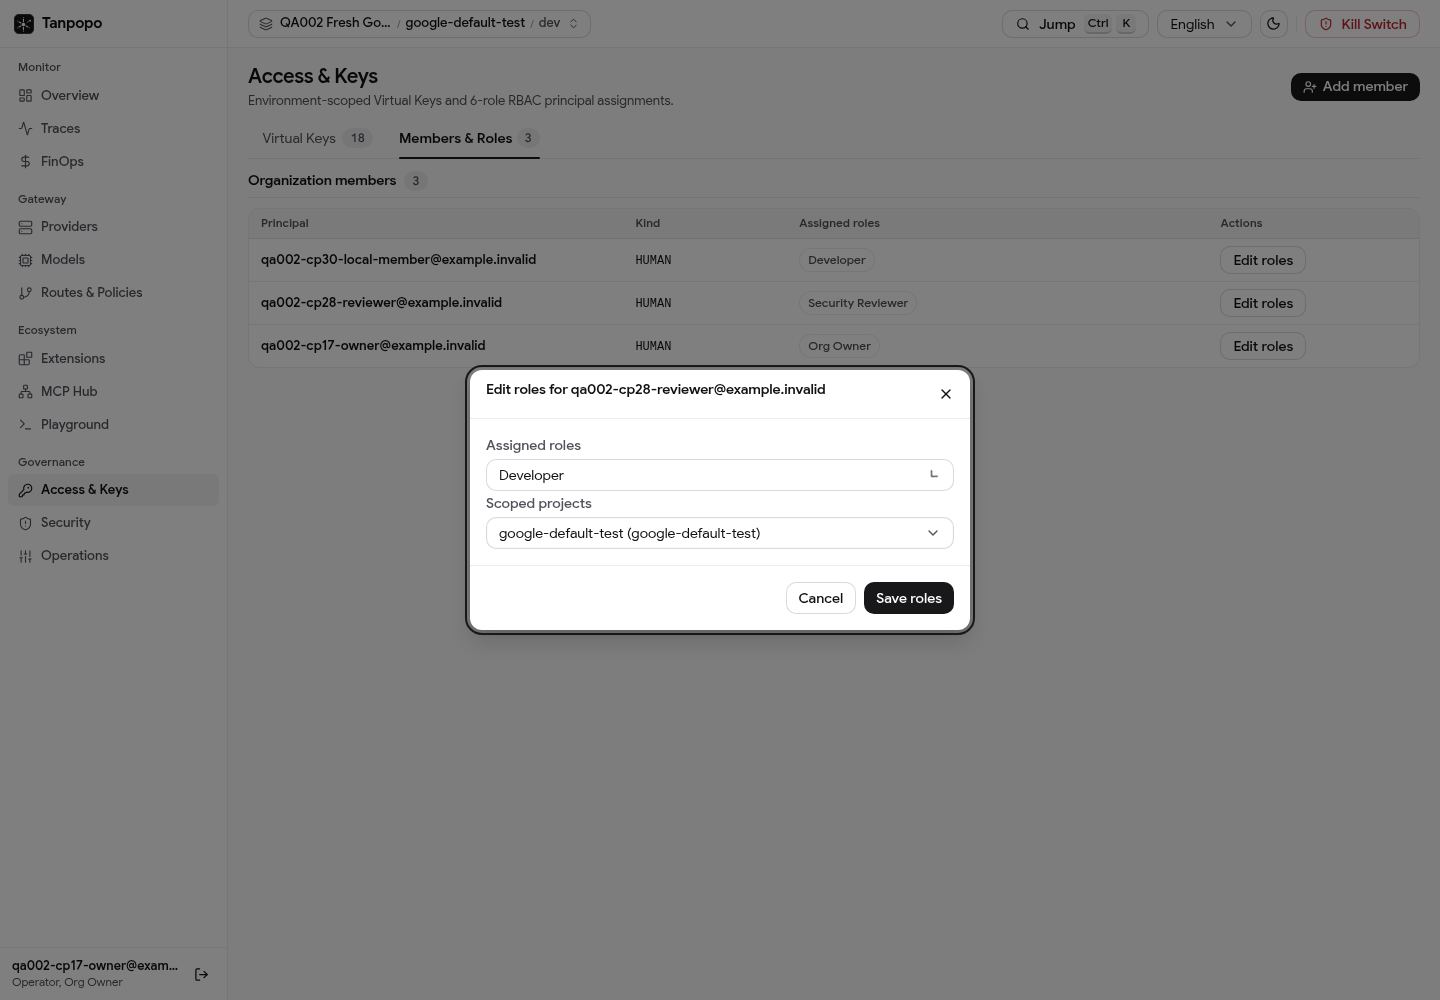 Tanpopo
QA002 Fresh Go... / google-default-test / dev
Jump Ctrl K
English
Kill Switch
Monitor
Overview
Traces
FinOps
Gateway
Providers
Models
Routes & Policies
Ecosystem
Extensions
MCP Hub
Playground
Governance
Access & Keys
Security
Operations
qa002-cp17-owner@exam...
Operator, Org Owner
Access & Keys
Environment-scoped Virtual Keys and 6-role RBAC principal assignments.
Add member
Virtual Keys 18 Members & Roles 3
Organization members 3
Principal Kind Assigned roles Actions
qa002-cp30-local-member@example.invalid HUMAN Developer Edit roles
qa002-cp28-reviewer@example.invalid HUMAN Security Reviewer Edit roles
qa002-cp17-owner@example.invalid HUMAN Org Owner Edit roles
Edit roles for qa002-cp28-reviewer@example.invalid
Assigned roles
Developer
Scoped projects
google-default-test (google-default-test)
Cancel Save roles